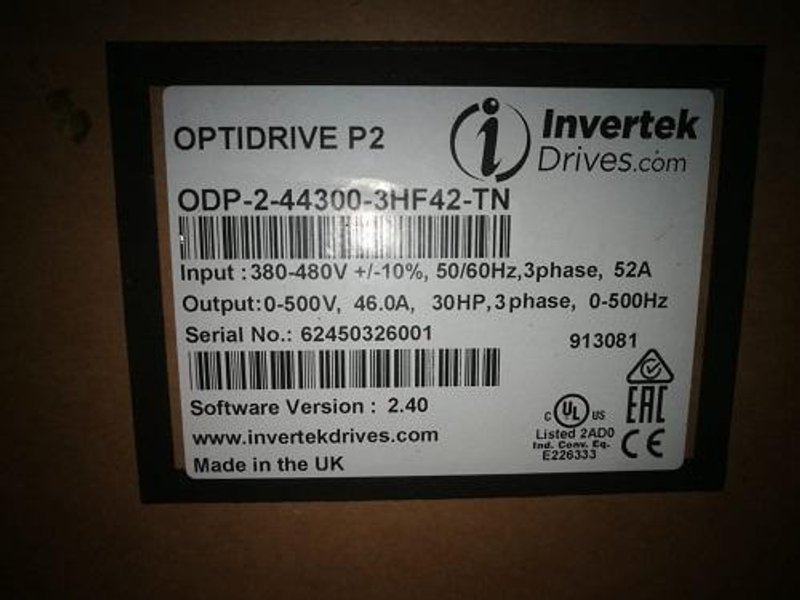 OPTIDRIVE P2
i Invertek
Drives.com
ODP-2-44300-3HF42-TN
Input : 380-480V +/-10%, 50/60Hz,3phase, 52A
Output:0-500V, 46.0A, 30HP,3phase, 0-500Hz
Serial No.: 62450326001
913081
Software Version : 2.40
www.invertekdrives.com
Made in the UK
C UL US
Listed 2AD0
Ind. Conv. Eq.
E226333
EAC
CE